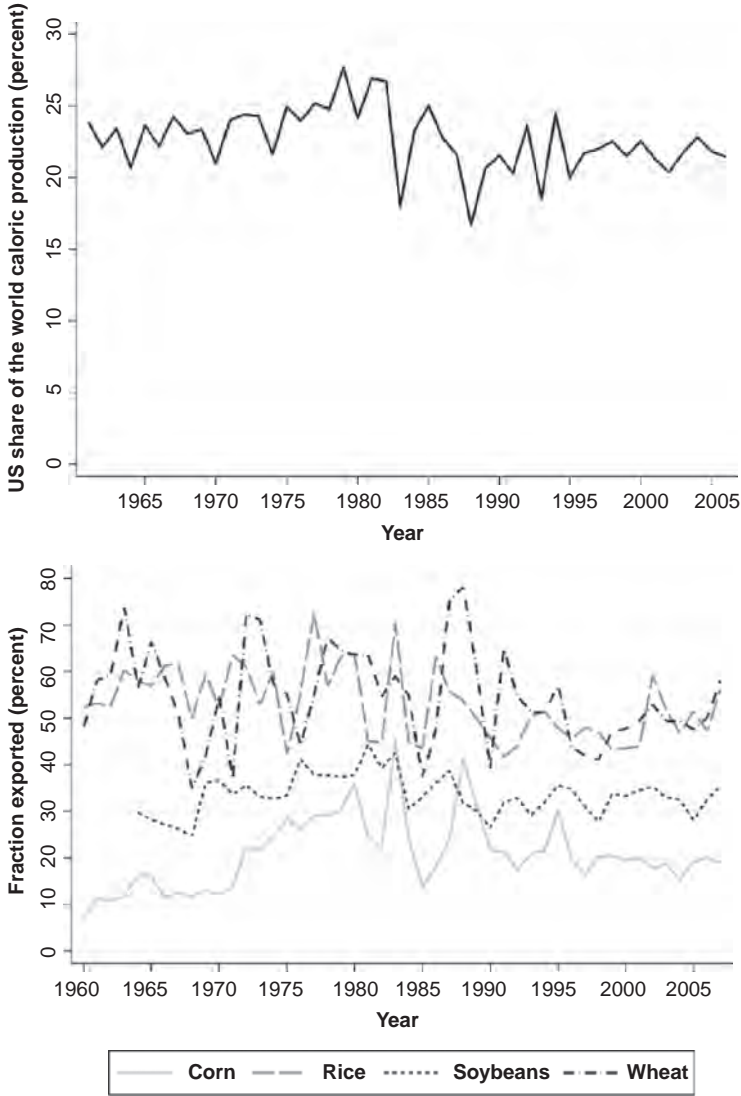 US share of the world caloric production (percent)
30
25
20
15
10
5
0
1965 1970 1975 1980 1985 1990 1995 2000 2005
Year
Fraction exported (percent)
80
70
60
50
40
30
20
10
0
1960 1965 1970 1975 1980 1985 1990 1995 2000 2005
Year
Corn Rice Soybeans Wheat